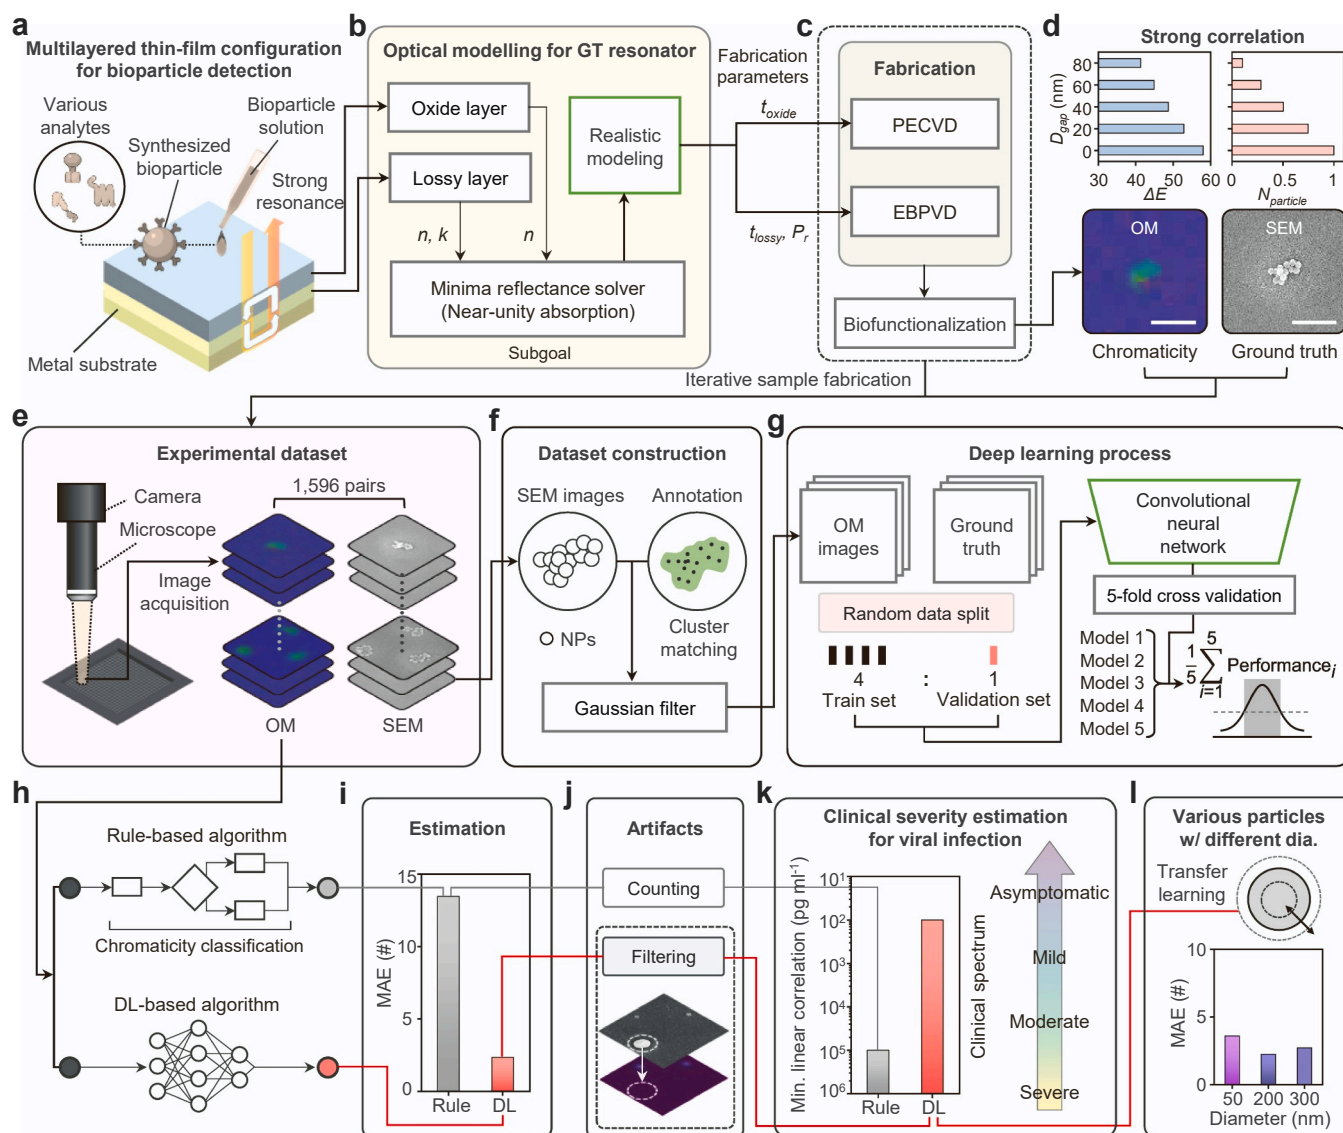 a
Multilayered thin-film configuration
for bioparticle detection
Various
analytes
Bioparticle
solution
Synthesized
bioparticle
Strong
resonance
Metal substrate
b
Optical modelling for GT resonator
Oxide layer
Lossy layer
Realistic
modeling
n, k
n
Minima reflectance solver
(Near-unity absorption)
Subgoal
Fabrication
parameters
t_oxide
t_lossy, P_r
c
Fabrication
PECVD
EBPVD
Biofunctionalization
Iterative sample fabrication
d
Strong correlation
D_gap (nm)
80
60
40
20
0
30
40
50
60
ΔE
0
0.5
1
N_particle
OM
SEM
Chromaticity
Ground truth
e
Experimental dataset
1,596 pairs
Camera
Microscope
Image
acquisition
OM
SEM
f
Dataset construction
SEM images
Annotation
NPs
Cluster
matching
Gaussian filter
g
Deep learning process
OM
images
Ground
truth
Random data split
4
:
1
Train set
Validation set
Convolutional
neural
network
5-fold cross validation
Model 1
Model 2
Model 3
Model 4
Model 5
1/5 ∑ i=1 5 Performance_i
h
Rule-based algorithm
Chromaticity classification
DL-based algorithm
i
Estimation
MAE (#)
15
10
5
0
Rule
DL
j
Artifacts
Counting
Filtering
k
Clinical severity estimation
for viral infection
Min. linear correlation (pg ml⁻¹)
10¹
10²
10³
10⁴
10⁵
10⁶
Rule
DL
Clinical spectrum
Asymptomatic
Mild
Moderate
Severe
l
Various particles
w/ different dia.
Transfer
learning
MAE (#)
10
5
0
50
200
300
Diameter (nm)